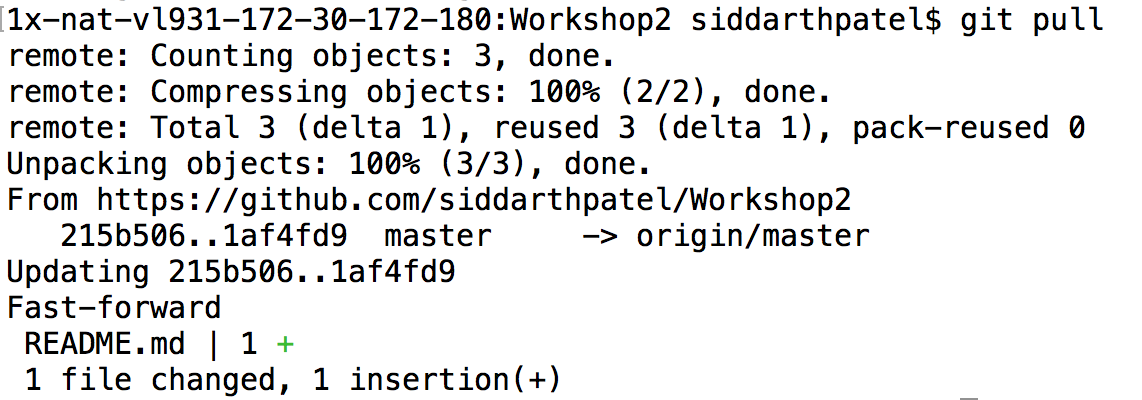 1x-nat-vl931-172-30-172-180:Workshop2 siddarthpatel$ git pull
remote: Counting objects: 3, done.
remote: Compressing objects: 100% (2/2), done.
remote: Total 3 (delta 1), reused 3 (delta 1), pack-reused 0
Unpacking objects: 100% (3/3), done.
From https://github.com/siddarthpatel/Workshop2
   215b506..1af4fd9  master     -> origin/master
Updating 215b506..1af4fd9
Fast-forward
 README.md | 1 +
 1 file changed, 1 insertion(+)